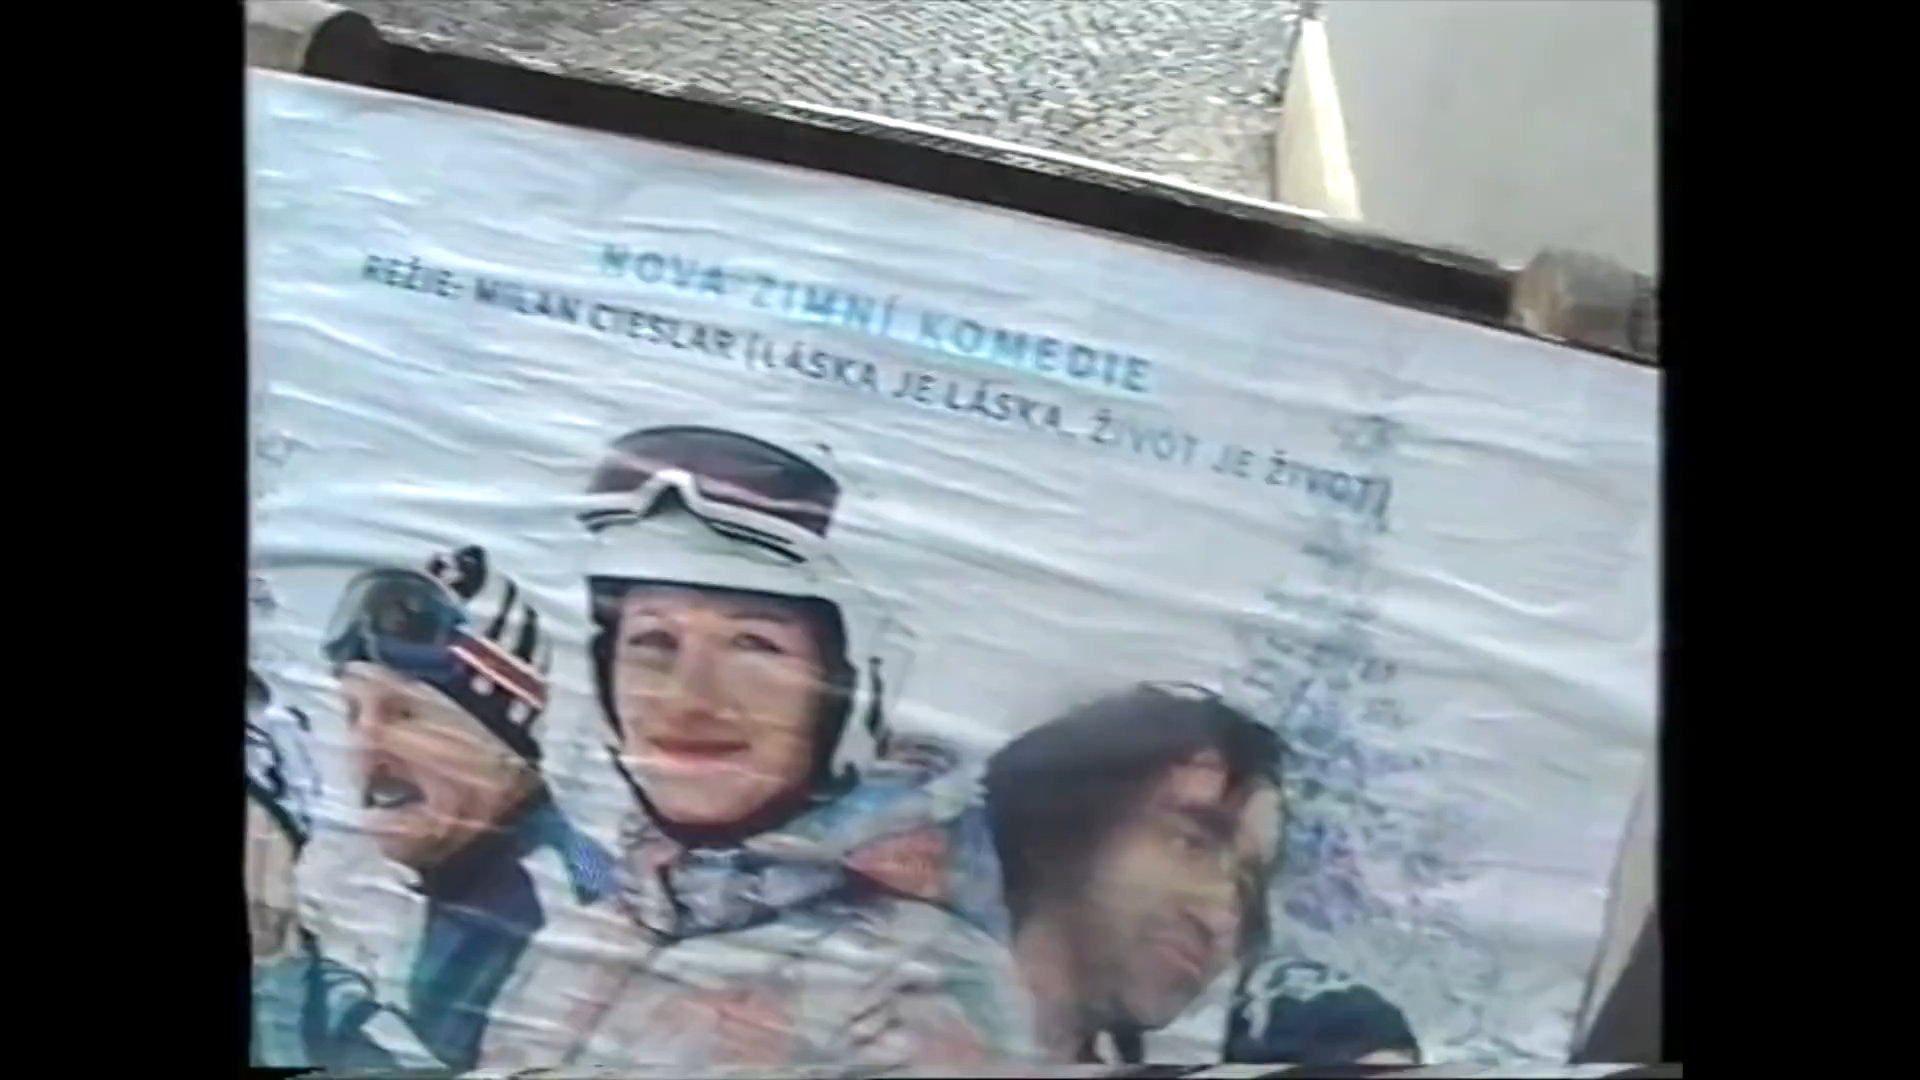 NOVÁ ZIMNÍ KOMEDIE
REŽIE: MILAN CIESLAR (LÁSKA JE LÁSKA, ŽIVOT JE ŽIVOT)